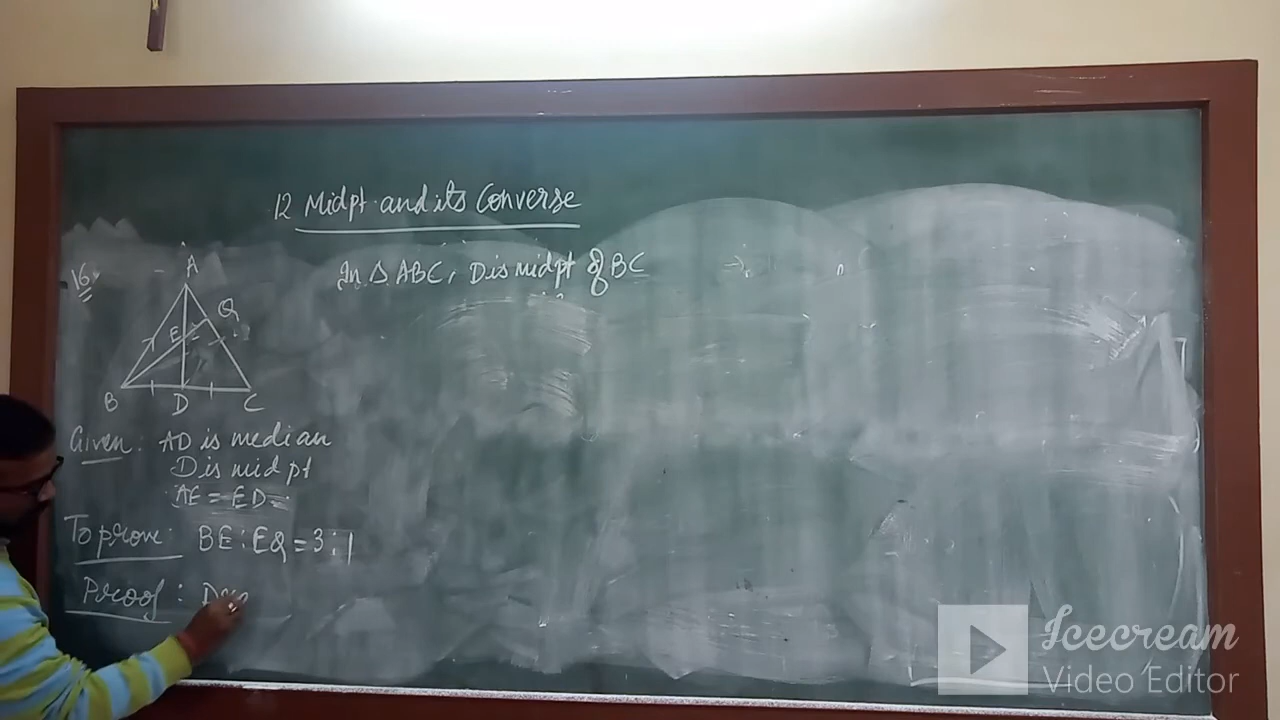 12 Midpt. and its Converse
In Δ ABC, D is midpt of BC
16.
A
Q
E
B D C
Given: AD is median
D is mid pt
AE = ED
To prove: BE : EQ = 3 : 1
Proof :
Icecream
Video Editor